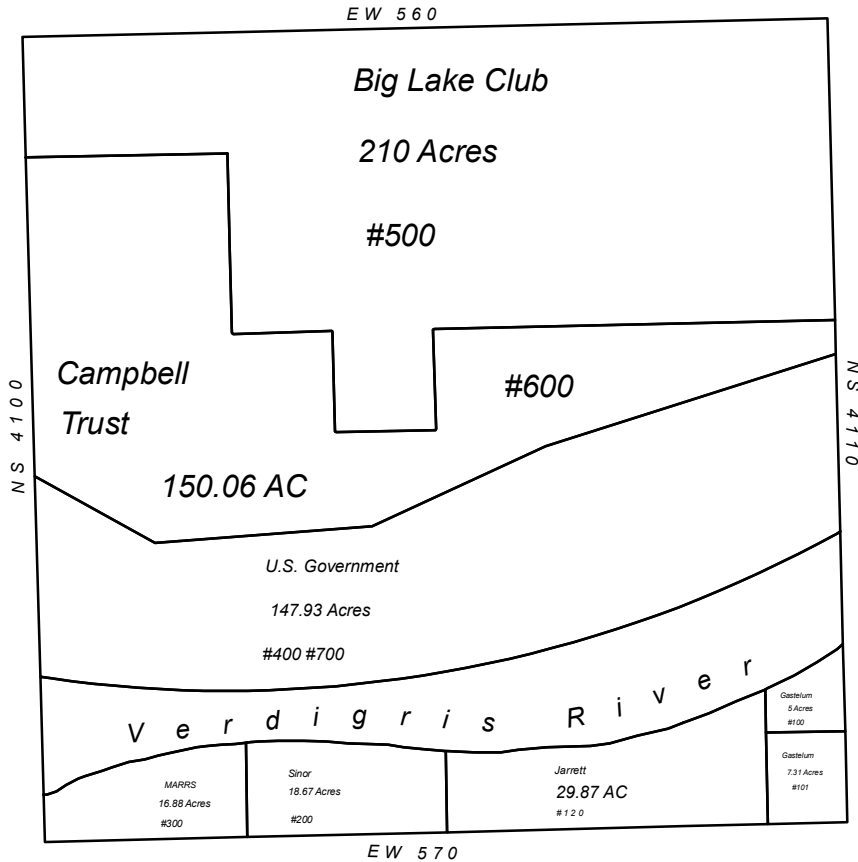 EW 560
Big Lake Club
210 Acres
#500
NS 4100
Campbell
Trust
#600
NS 4110
150.06 AC
U.S. Government
147.93 Acres
#400 #700
Verdigris River
Gastelum
5 Acres
#100
MARRS
16.88 Acres
#300
Sinor
18.67 Acres
#200
Jarrett
29.87 AC
#120
Gastelum
7.31 Acres
#101
EW 570